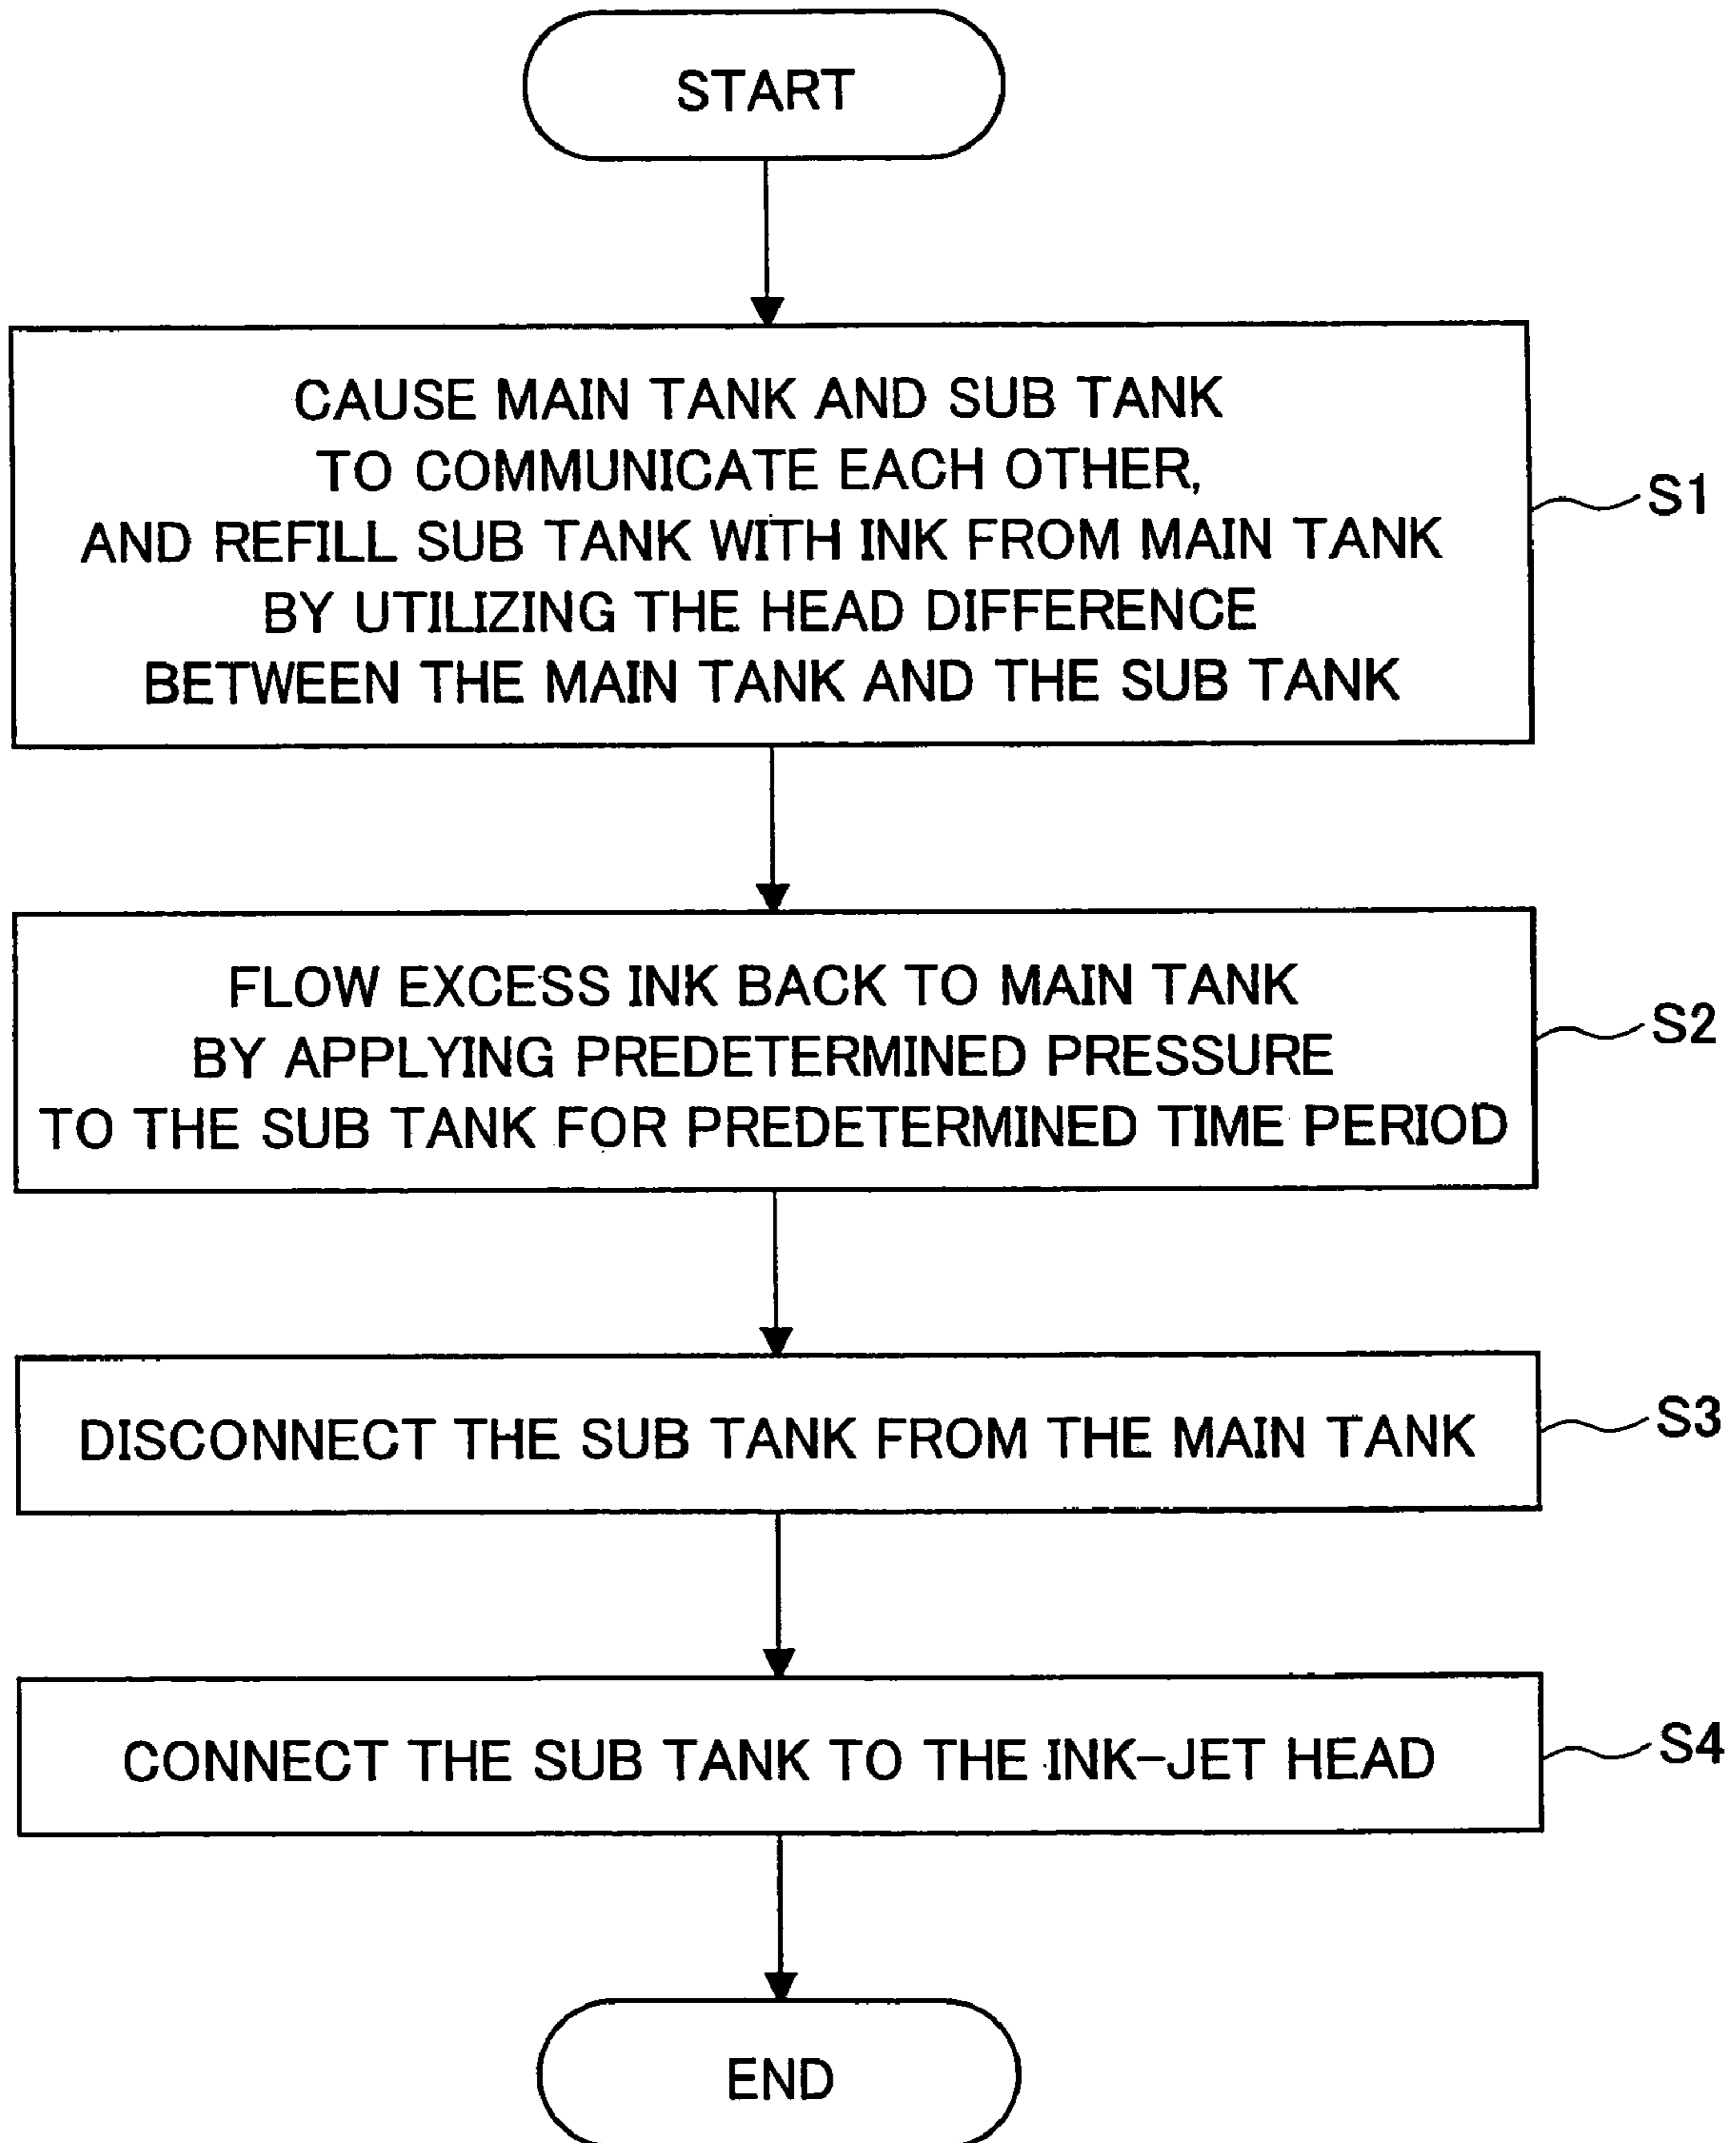 START
CAUSE MAIN TANK AND SUB TANK
TO COMMUNICATE EACH OTHER,
AND REFILL SUB TANK WITH INK FROM MAIN TANK
BY UTILIZING THE HEAD DIFFERENCE
BETWEEN THE MAIN TANK AND THE SUB TANK
S1
FLOW EXCESS INK BACK TO MAIN TANK
BY APPLYING PREDETERMINED PRESSURE
TO THE SUB TANK FOR PREDETERMINED TIME PERIOD
S2
DISCONNECT THE SUB TANK FROM THE MAIN TANK
S3
CONNECT THE SUB TANK TO THE INK-JET HEAD
S4
END